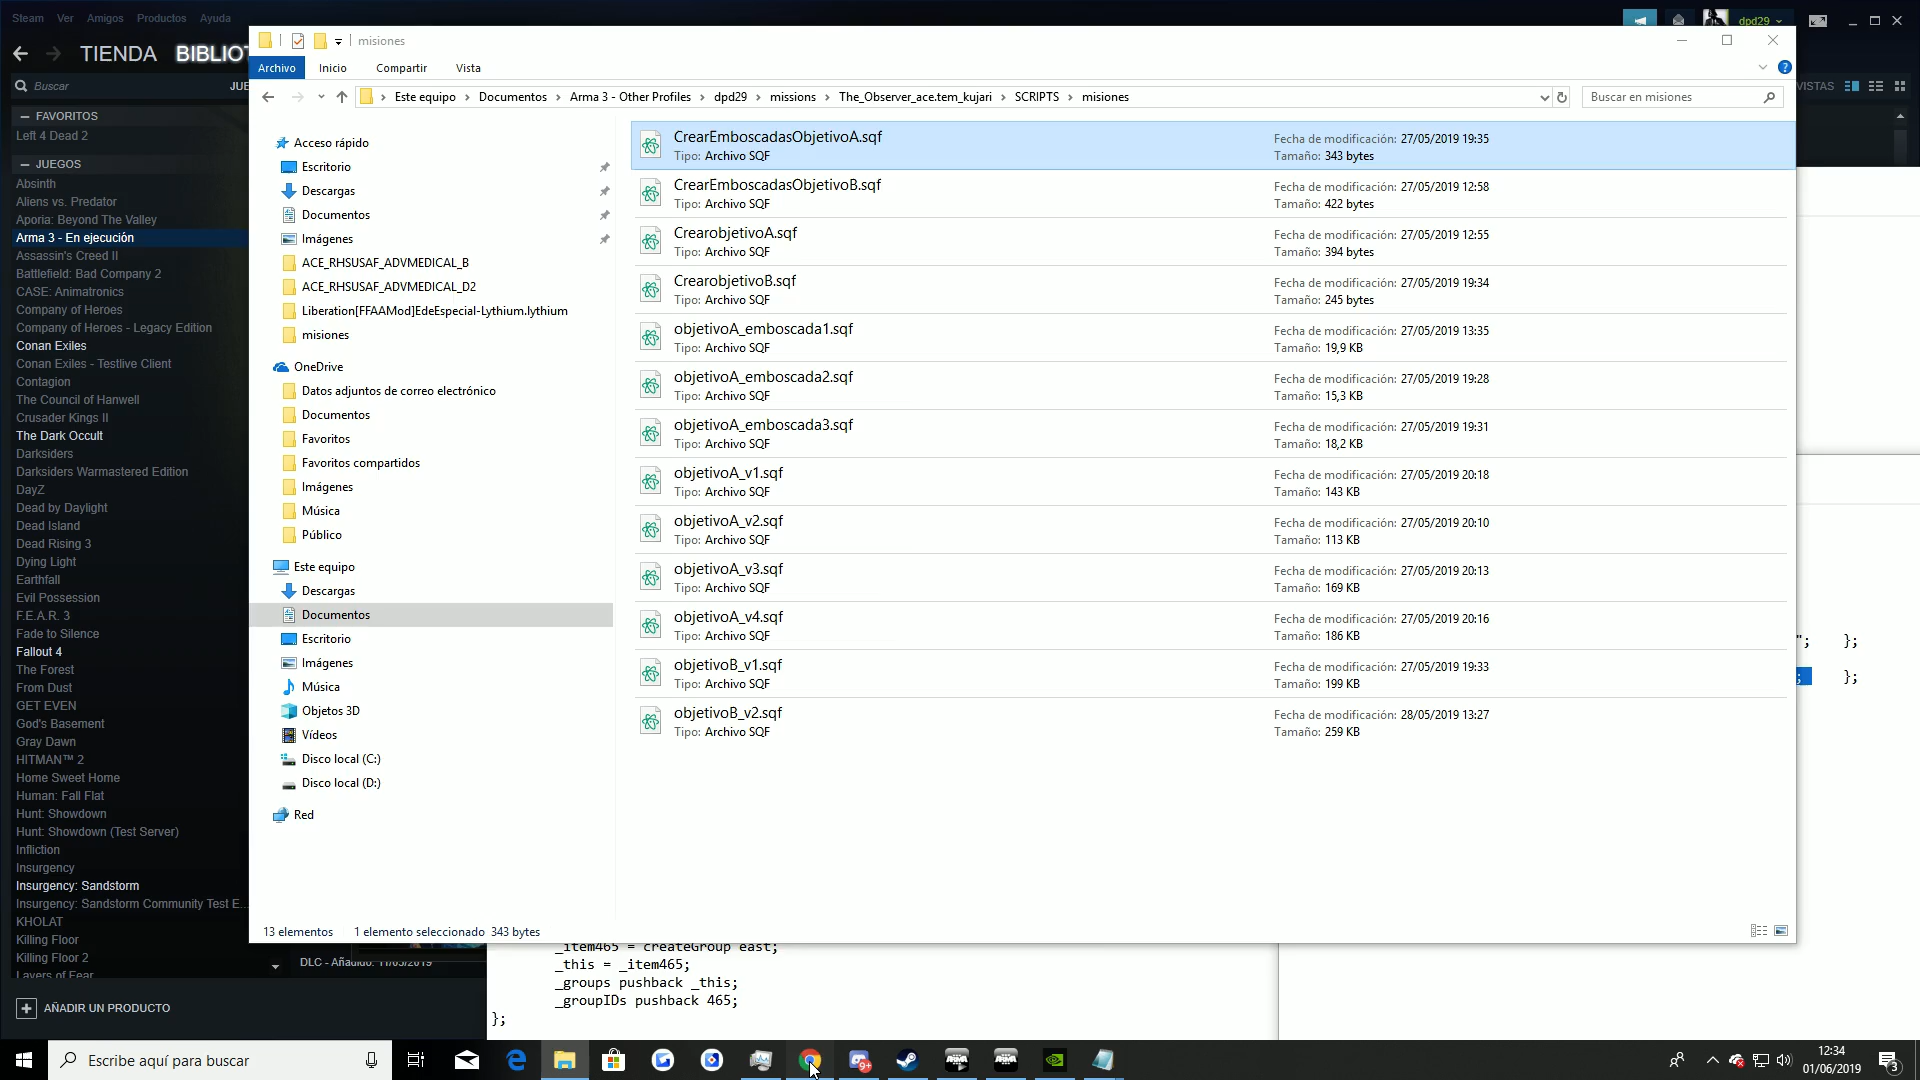 Steam Ver Amigos Productos Ayuda
dpd29
TIENDA BIBLIOT
Buscar
JUE
VISTAS
— FAVORITOS
Left 4 Dead 2
— JUEGOS
Absinth
Aliens vs. Predator
Aporia: Beyond The Valley
Arma 3 - En ejecución
Assassin's Creed II
Battlefield: Bad Company 2
CASE: Animatronics
Company of Heroes
Company of Heroes - Legacy Edition
Conan Exiles
Conan Exiles - Testlive Client
Contagion
The Council of Hanwell
Crusader Kings II
The Dark Occult
Darksiders
Darksiders Warmastered Edition
DayZ
Dead by Daylight
Dead Island
Dead Rising 3
Dying Light
Earthfall
Evil Possession
F.E.A.R. 3
Fade to Silence
Fallout 4
The Forest
From Dust
GET EVEN
God's Basement
Gray Dawn
HITMAN™ 2
Home Sweet Home
Human: Fall Flat
Hunt: Showdown
Hunt: Showdown (Test Server)
Infliction
Insurgency
Insurgency: Sandstorm
Insurgency: Sandstorm Community Test E...
KHOLAT
Killing Floor
Killing Floor 2
Layers of Fear
AÑADIR UN PRODUCTO
DLC - Añadido: 11/05/2019
misiones
Archivo Inicio Compartir Vista
Este equipo > Documentos > Arma 3 - Other Profiles > dpd29 > missions > The_Observer_ace.tem_kujari > SCRIPTS > misiones
Buscar en misiones
Acceso rápido
Escritorio
Descargas
Documentos
Imágenes
ACE_RHSUSAF_ADVMEDICAL_B
ACE_RHSUSAF_ADVMEDICAL_D2
Liberation[FFAAMod]EdeEspecial-Lythium.lythium
misiones
OneDrive
Datos adjuntos de correo electrónico
Documentos
Favoritos
Favoritos compartidos
Imágenes
Música
Público
Este equipo
Descargas
Documentos
Escritorio
Imágenes
Música
Objetos 3D
Vídeos
Disco local (C:)
Disco local (D:)
Red
CrearEmboscadasObjetivoA.sqf Fecha de modificación: 27/05/2019 19:35
Tipo: Archivo SQF Tamaño: 343 bytes
CrearEmboscadasObjetivoB.sqf Fecha de modificación: 27/05/2019 12:58
Tipo: Archivo SQF Tamaño: 422 bytes
CrearobjetivoA.sqf Fecha de modificación: 27/05/2019 12:55
Tipo: Archivo SQF Tamaño: 394 bytes
CrearobjetivoB.sqf Fecha de modificación: 27/05/2019 19:34
Tipo: Archivo SQF Tamaño: 245 bytes
objetivoA_emboscada1.sqf Fecha de modificación: 27/05/2019 13:35
Tipo: Archivo SQF Tamaño: 19,9 KB
objetivoA_emboscada2.sqf Fecha de modificación: 27/05/2019 19:28
Tipo: Archivo SQF Tamaño: 15,3 KB
objetivoA_emboscada3.sqf Fecha de modificación: 27/05/2019 19:31
Tipo: Archivo SQF Tamaño: 18,2 KB
objetivoA_v1.sqf Fecha de modificación: 27/05/2019 20:18
Tipo: Archivo SQF Tamaño: 143 KB
objetivoA_v2.sqf Fecha de modificación: 27/05/2019 20:10
Tipo: Archivo SQF Tamaño: 113 KB
objetivoA_v3.sqf Fecha de modificación: 27/05/2019 20:13
Tipo: Archivo SQF Tamaño: 169 KB
objetivoA_v4.sqf Fecha de modificación: 27/05/2019 20:16
Tipo: Archivo SQF Tamaño: 186 KB
objetivoB_v1.sqf Fecha de modificación: 27/05/2019 19:33
Tipo: Archivo SQF Tamaño: 199 KB
objetivoB_v2.sqf Fecha de modificación: 28/05/2019 13:27
Tipo: Archivo SQF Tamaño: 259 KB
13 elementos 1 elemento seleccionado 343 bytes
"; };
; };
_item465 = createGroup east;
_this = _item465;
_groups pushback _this;
_groupIDs pushback 465;
};
Escribe aquí para buscar
9+
12:34
01/06/2019
3